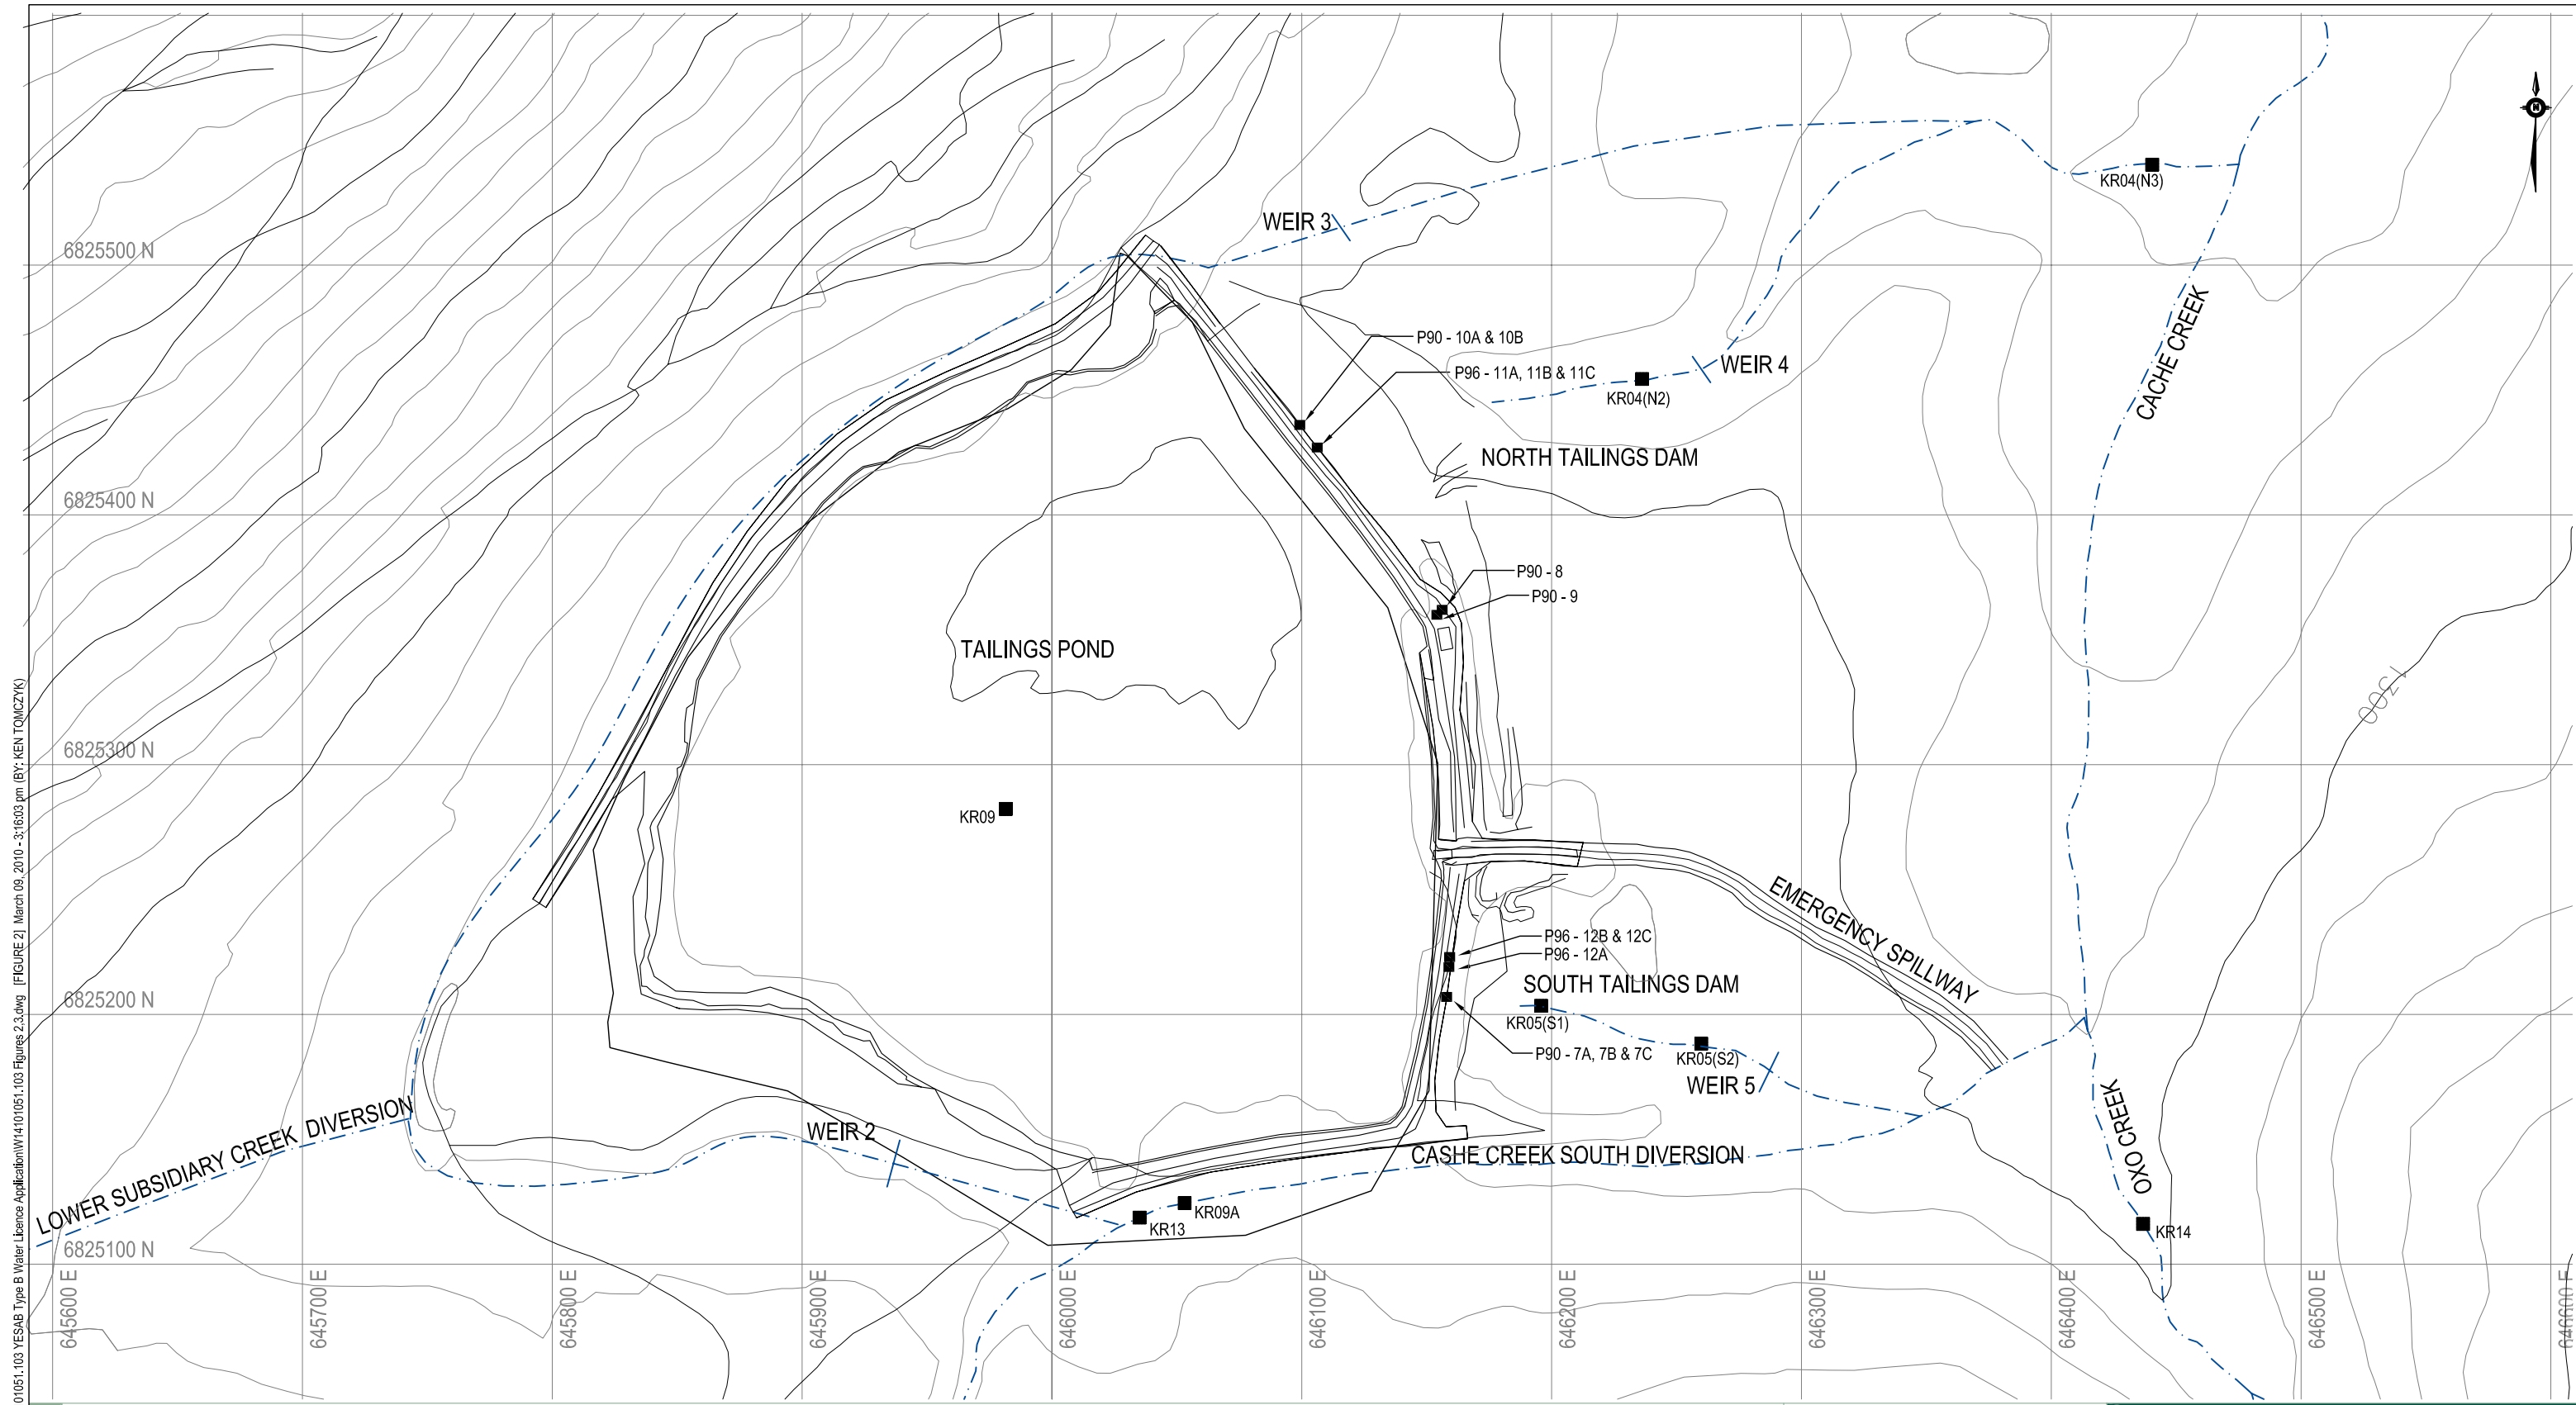 KR04(N3)
WEIR 3
6825500 N
CACHE CREEK
P90 - 10A & 10B
P96 - 11A, 11B & 11C
WEIR 4
KR04(N2)
NORTH TAILINGS DAM
6825400 N
P90 - 8
P90 - 9
TAILINGS POND
1300
6825300 N
KR09
EMERGENCY SPILLWAY
P96 - 12B & 12C
P96 - 12A
SOUTH TAILINGS DAM
6825200 N
KR05(S1)
P90 - 7A, 7B & 7C
KR05(S2)
WEIR 5
LOWER SUBSIDIARY CREEK DIVERSION
WEIR 2
CASHE CREEK SOUTH DIVERSION
OXO CREEK
KR09A
KR13
KR14
6825100 N
645600 E
645700 E
645800 E
645900 E
646000 E
646100 E
646200 E
646300 E
646400 E
646500 E
646600 E
01051.103 YESAB Type B Water Licence Application\W14101051.103 Figures 2,3.dwg [FIGURE 2] March 09, 2010 - 3:16:03 pm (BY: KEN TOMCZYK)